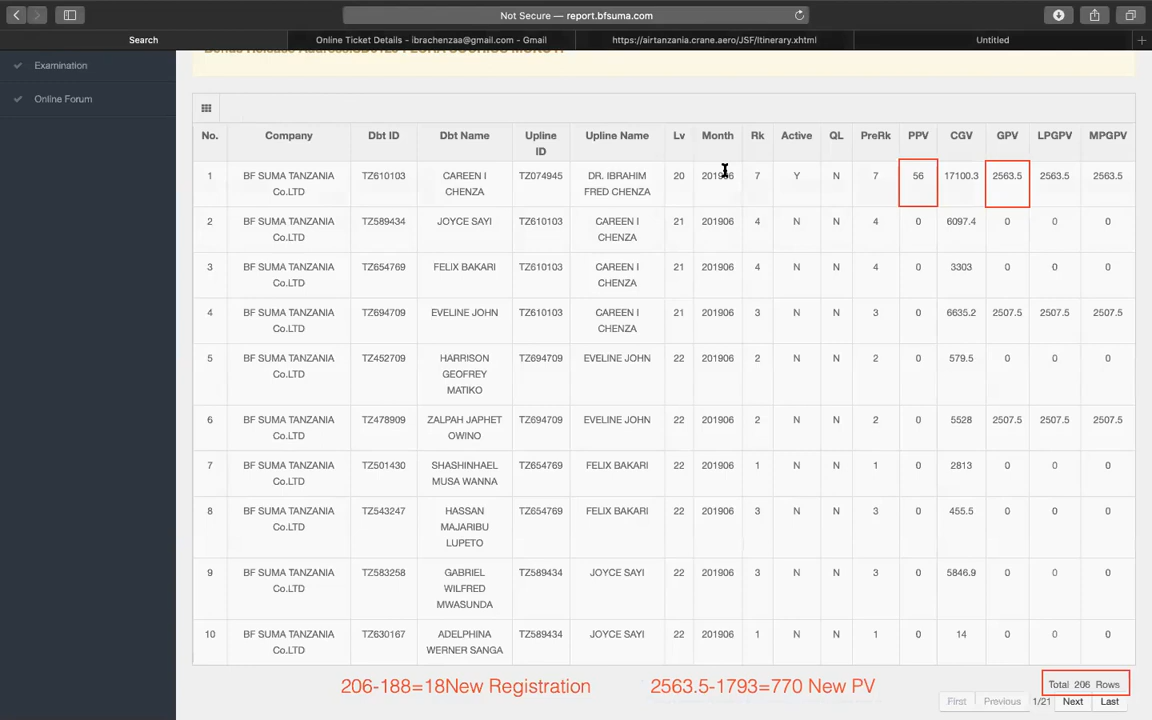 Not Secure — report.bfsuma.com
Search
Online Ticket Details - ibrachenzaa@gmail.com - Gmail
https://airtanzania.crane.aero/JSF/Itinerary.xhtml
Untitled
Examination
Online Forum
No. Company Dbt ID Dbt Name Upline Upline Name Lv Month Rk Active QL PreRk PPV CGV GPV LPGPV MPGPV
ID
1 BF SUMA TANZANIA TZ610103 CAREEN I TZ074945 DR. IBRAHIM 20 201906 7 Y N 7 56 17100.3 2563.5 2563.5 2563.5
Co.LTD CHENZA FRED CHENZA
2 BF SUMA TANZANIA TZ589434 JOYCE SAYI TZ610103 CAREEN I 21 201906 4 N N 4 0 6097.4 0 0 0
Co.LTD CHENZA
3 BF SUMA TANZANIA TZ654769 FELIX BAKARI TZ610103 CAREEN I 21 201906 4 N N 4 0 3303 0 0 0
Co.LTD CHENZA
4 BF SUMA TANZANIA TZ694709 EVELINE JOHN TZ610103 CAREEN I 21 201906 3 N N 3 0 6635.2 2507.5 2507.5 2507.5
Co.LTD CHENZA
5 BF SUMA TANZANIA TZ452709 HARRISON TZ694709 EVELINE JOHN 22 201906 2 N N 2 0 579.5 0 0 0
Co.LTD GEOFREY
MATIKO
6 BF SUMA TANZANIA TZ478909 ZALPAH JAPHET TZ694709 EVELINE JOHN 22 201906 2 N N 2 0 5528 2507.5 2507.5 2507.5
Co.LTD OWINO
7 BF SUMA TANZANIA TZ501430 SHASHINHAEL TZ654769 FELIX BAKARI 22 201906 1 N N 1 0 2813 0 0 0
Co.LTD MUSA WANNA
8 BF SUMA TANZANIA TZ543247 HASSAN TZ654769 FELIX BAKARI 22 201906 3 N N 3 0 455.5 0 0 0
Co.LTD MAJARIBU
LUPETO
9 BF SUMA TANZANIA TZ583258 GABRIEL TZ589434 JOYCE SAYI 22 201906 3 N N 3 0 5846.9 0 0 0
Co.LTD WILFRED
MWASUNDA
10 BF SUMA TANZANIA TZ630167 ADELPHINA TZ589434 JOYCE SAYI 22 201906 1 N N 1 0 14 0 0 0
Co.LTD WERNER SANGA
206-188=18New Registration 2563.5-1793=770 New PV Total 206 Rows
First Previous 1/21 Next Last